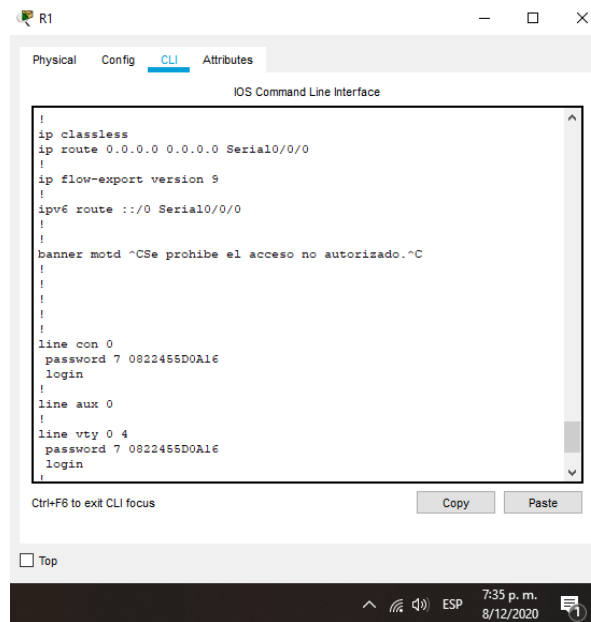 R1
Physical Config CLI Attributes
IOS Command Line Interface
!
ip classless
ip route 0.0.0.0 0.0.0.0 Serial0/0/0
!
ip flow-export version 9
!
ipv6 route ::/0 Serial0/0/0
!
!
banner motd ^CSe prohibe el acceso no autorizado.^C
!
!
!
!
!
line con 0
password 7 0822455D0A16
login
!
line aux 0
!
line vty 0 4
password 7 0822455D0A16
login
!
Ctrl+F6 to exit CLI focus
Copy Paste
Top
ESP
7:35 p. m.
8/12/2020
1